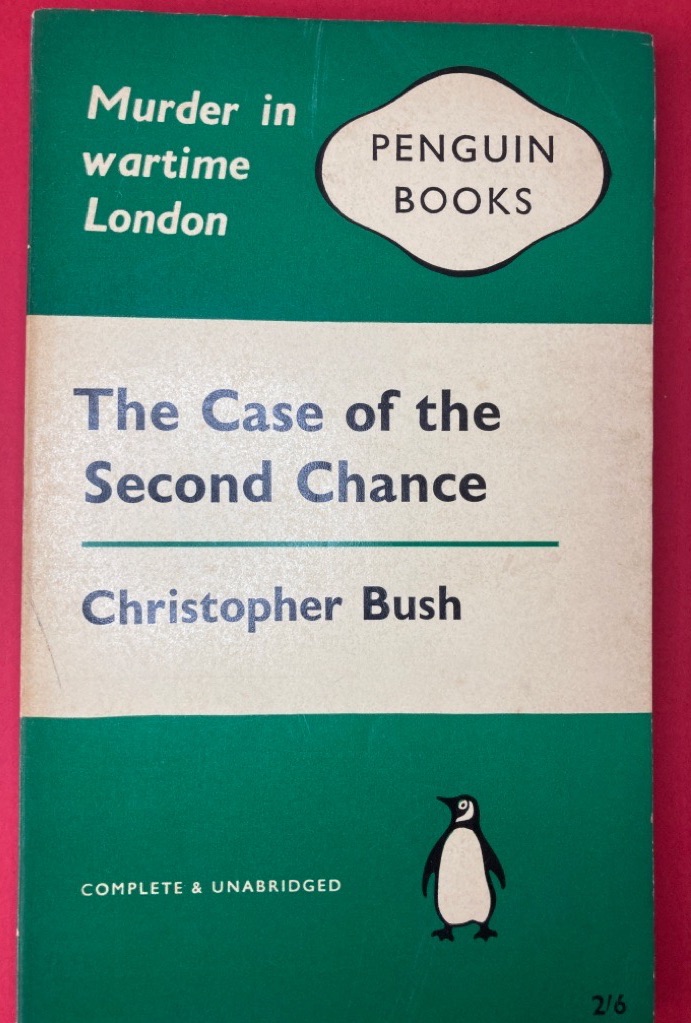 Murder in
wartime
London
PENGUIN
BOOKS
The Case of the
Second Chance
Christopher Bush
COMPLETE & UNABRIDGED
2'6